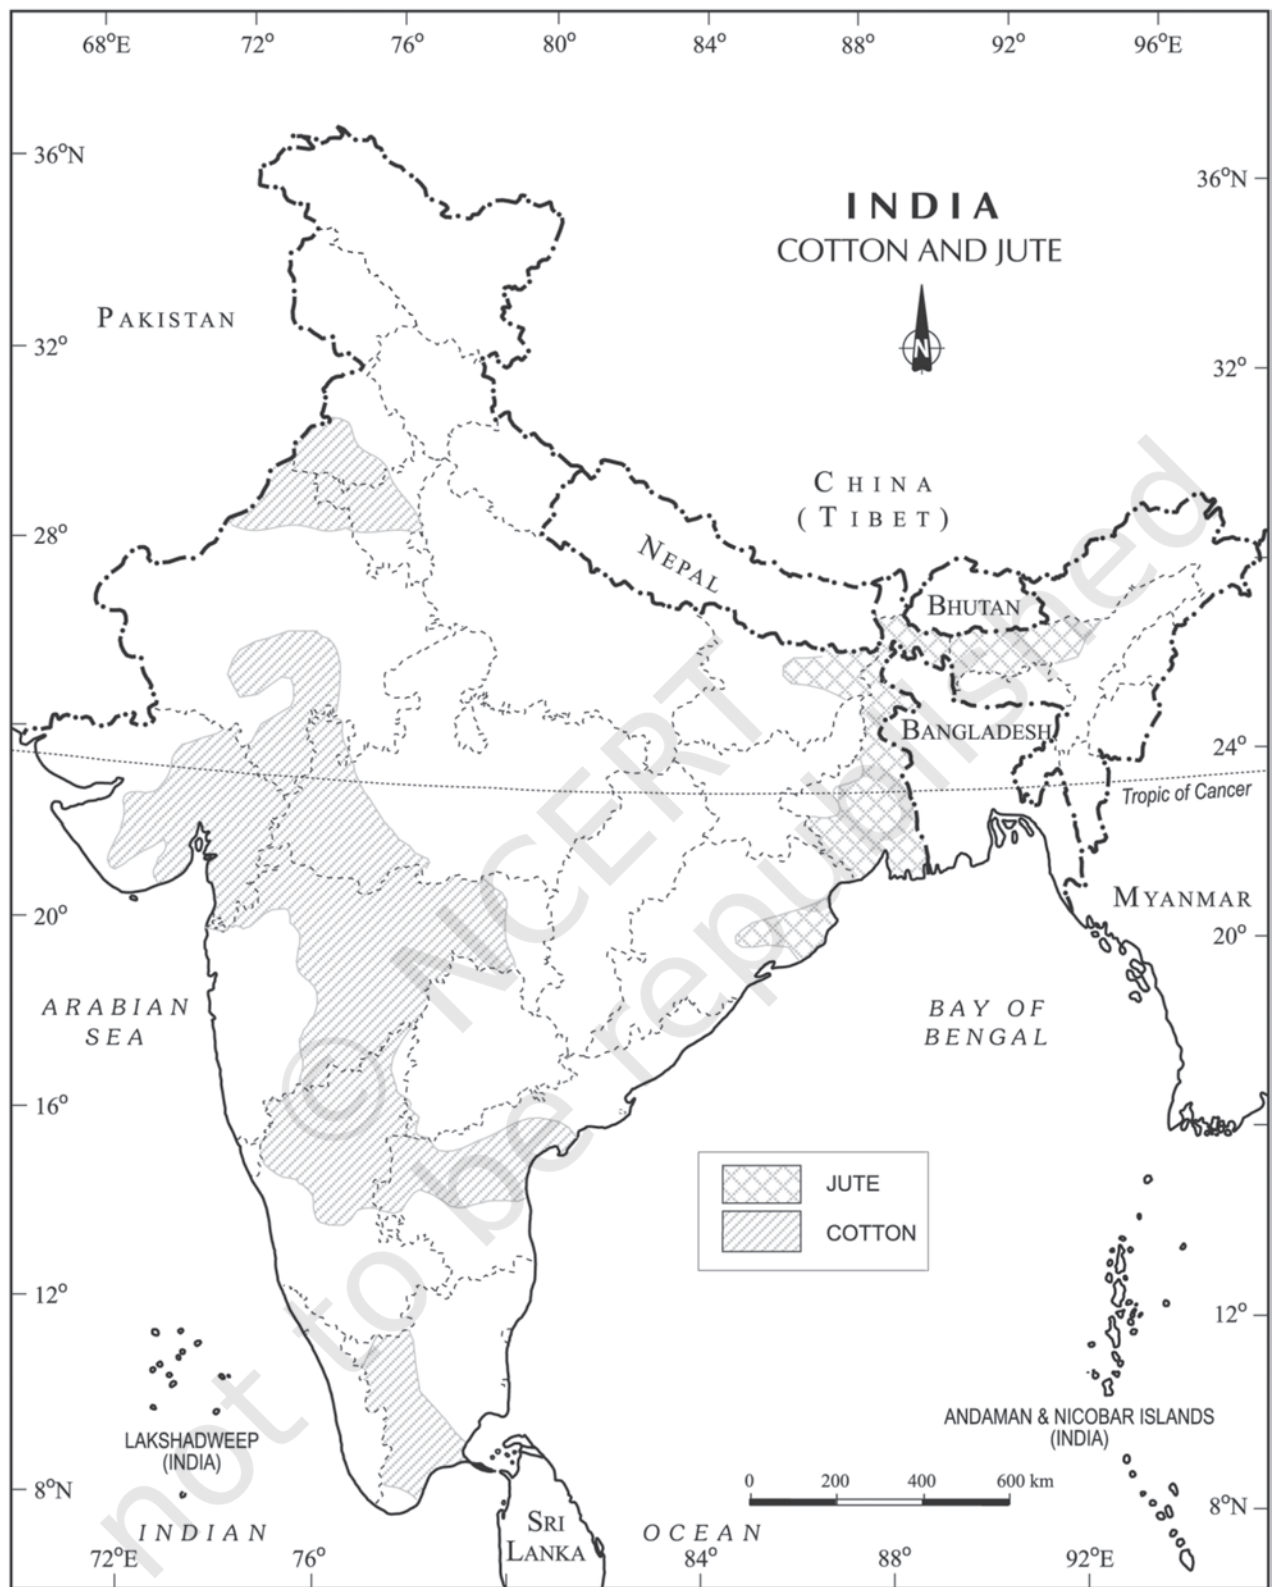 68°E 72° 76° 80° 84° 88° 92° 96°E
36°N
36°N
INDIA
COTTON AND JUTE
N
PAKISTAN
32°
32°
CHINA
(TIBET)
28°
NEPAL
BHUTAN
BANGLADESH
24°
Tropic of Cancer
MYANMAR
20°
20°
ARABIAN
SEA
BAY OF
BENGAL
16°
JUTE
COTTON
12°
12°
LAKSHADWEEP
(INDIA)
ANDAMAN & NICOBAR ISLANDS
(INDIA)
0 200 400 600 km
8°N
8°N
SRI
LANKA
INDIAN OCEAN
72°E 76° 84° 88° 92°E
© NCERT
not to be republished